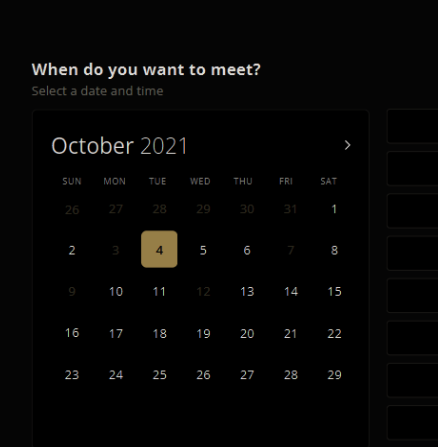 When do you want to meet?
Select a date and time
October 2021
SUN MON TUE WED THU FRI SAT
26 27 28 29 30 31 1
2 3 4 5 6 7 8
9 10 11 12 13 14 15
16 17 18 19 20 21 22
23 24 25 26 27 28 29